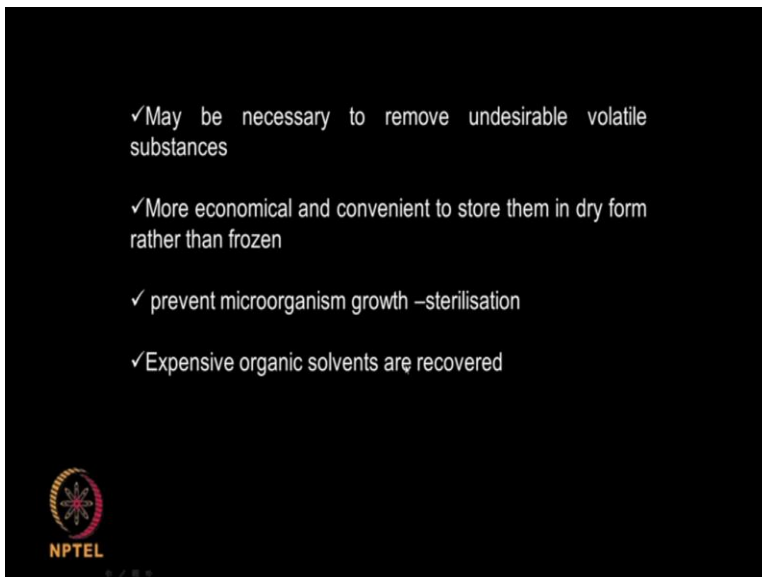 ✓May be necessary to remove undesirable volatile
substances
✓More economical and convenient to store them in dry form
rather than frozen
✓ prevent microorganism growth –sterilisation
✓Expensive organic solvents are recovered
NPTEL